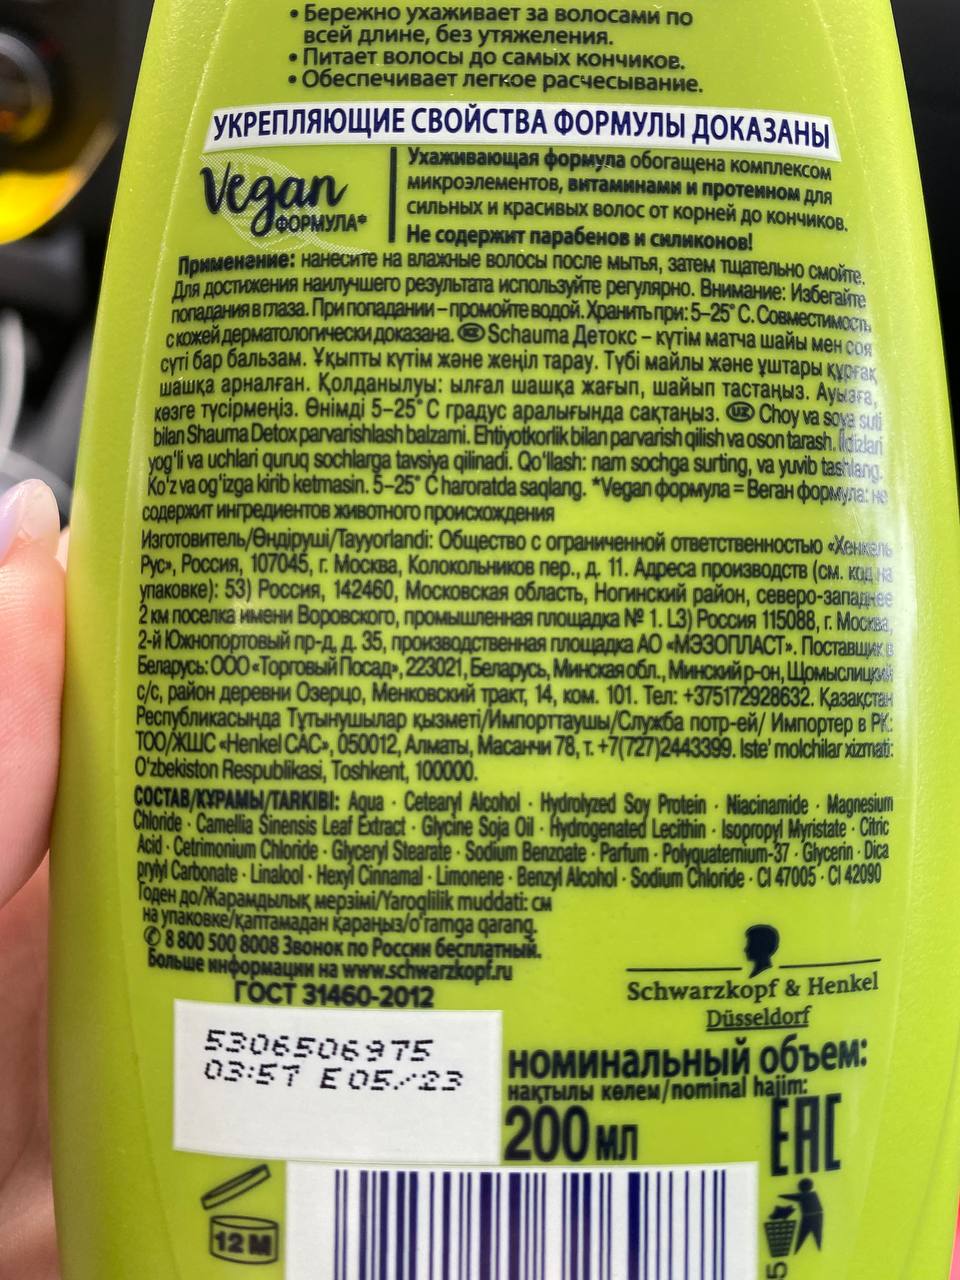 • Бережно ухаживает за волосами по
всей длине, без утяжеления.
• Питает волосы до самых кончиков.
• Обеспечивает легкое расчесывание.
УКРЕПЛЯЮЩИЕ СВОЙСТВА ФОРМУЛЫ ДОКАЗАНЫ
Vegan
ФОРМУЛА*
Ухаживающая формула обогащена комплексом
микроэлементов, витаминами и протеином для
сильных и красивых волос от корней до кончиков.
Не содержит парабенов и силиконов!
Применение: нанесите на влажные волосы после мытья, затем тщательно смойте.
Для достижения наилучшего результата используйте регулярно. Внимание: Избегайте
попадания в глаза. При попадании – промойте водой. Хранить при: 5–25° С. Совместимость
с кожей дерматологически доказана. KZ Schauma Детокс – күтім матча шайы мен соя
сүті бар бальзам. Ұқыпты күтім және жеңіл тарау. Түбі майлы және ұштары құрғақ
шашқа арналған. Қолданылуы: ылғал шашқа жағып, шайып тастаңыз. Ауызға,
көзге түсірмеңіз. Өнімді 5–25° С градус аралығында сақтаңыз. UZ Choy va soya suti
bilan Shauma Detox parvarishlash balzami. Ehtiyotkorlik bilan parvarish qilish va oson tarash. Ildizlari
yog'li va uchlari quruq sochlarga tavsiya qilinadi. Qo'llash: nam sochga surting, va yuvib tashlang.
Ko'z va og'izga kirib ketmasin. 5–25° C haroratda saqlang. *Vegan формула = Веган формула: не
содержит ингредиентов животного происхождения
Изготовитель/Өндіруші/Tayyorlandi: Общество с ограниченной ответственностью «Хенкель
Рус», Россия, 107045, г. Москва, Колокольников пер., д. 11. Адреса производств (см. код на
упаковке): 53) Россия, 142460, Московская область, Ногинский район, северо-западнее
2 км поселка имени Воровского, промышленная площадка № 1. L3) Россия 115088, г. Москва,
2-й Южнопортовый пр-д, д. 35, производственная площадка АО «МЭЗОПЛАСТ». Поставщик в
Беларусь: ООО «Торговый Посад», 223021, Беларусь, Минская обл., Минский р-он, Щомыслицкий
с/с, район деревни Озерцо, Менковский тракт, 14, ком. 101. Тел: +375172928632. Қазақстан
Республикасында Тұтынушылар қызметі/Импорттаушы/Служба потр-ей/ Импортер в РК:
ТОО/ЖШС «Henkel САС», 050012, Алматы, Масанчи 78, т. +7(727)2443399. Iste' molchilar xizmati:
O'zbekiston Respublikasi, Toshkent, 100000.
СОСТАВ/ҚҰРАМЫ/TARKIBI: Aqua · Cetearyl Alcohol · Hydrolyzed Soy Protein · Niacinamide · Magnesium
Chloride · Camellia Sinensis Leaf Extract · Glycine Soja Oil · Hydrogenated Lecithin · Isopropyl Myristate · Citric
Acid · Cetrimonium Chloride · Glyceryl Stearate · Sodium Benzoate · Parfum · Polyquaternium-37 · Glycerin · Dica
prylyl Carbonate · Linalool · Hexyl Cinnamal · Limonene · Benzyl Alcohol · Sodium Chloride · CI 47005 · CI 42090
Годен до/Жарамдылық мерзімі/Yaroqlilik muddati: см
на упаковке/қаптамадан қараңыз/o'ramga qarang.
✆ 8 800 500 8008 Звонок по России бесплатный.
Больше информации на www.schwarzkopf.ru
ГОСТ 31460-2012
Schwarzkopf & Henkel
Düsseldorf
5306506975
03:57 E 05/23
номинальный объем:
нақтылы көлем/nominal hajim:
200 мл
EAC
12 M
5